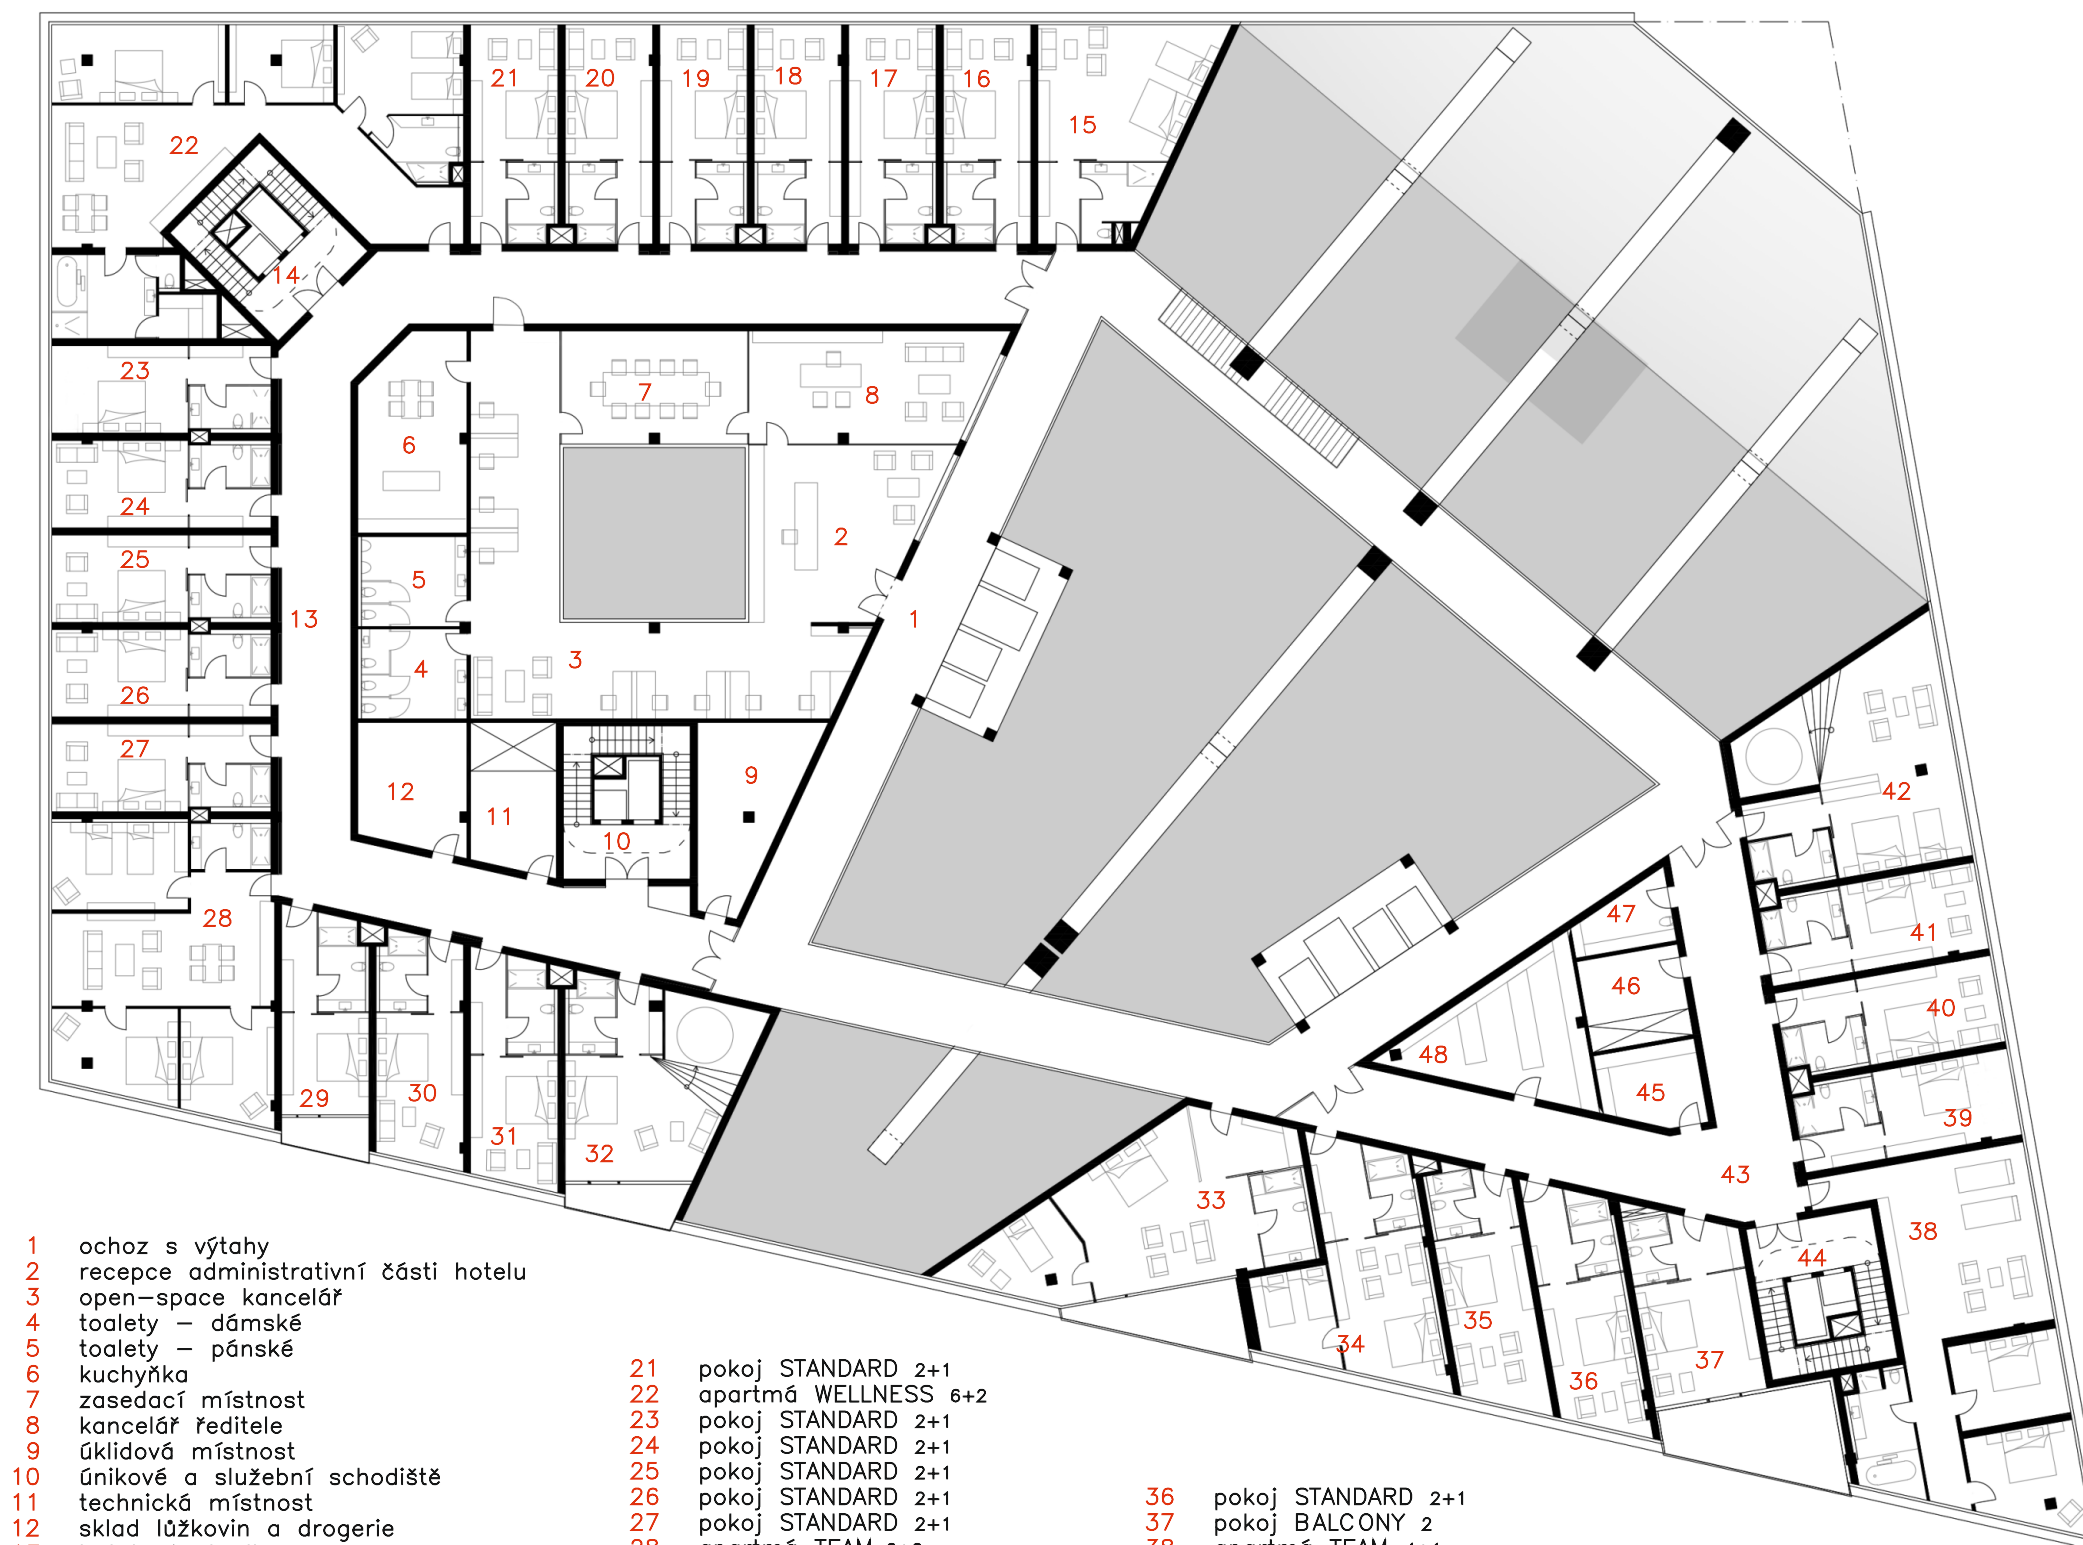 21
20
19
18
17
16
15
22
14
23
7
8
6
24
2
25
5
13
1
3
4
26
27
9
12
11
10
42
28
47
41
46
40
48
45
29
30
39
31
32
43
33
38
44
34
35
37
36
1 ochoz s výtahy
2 recepce administrativní části hotelu
3 open–space kancelář
4 toalety – dámské
5 toalety – pánské
6 kuchyňka
7 zasedací místnost
8 kancelář ředitele
9 úklidová místnost
10 únikové a služební schodiště
11 technická místnost
12 sklad lůžkovin a drogerie
21 pokoj STANDARD 2+1
22 apartmá WELLNESS 6+2
23 pokoj STANDARD 2+1
24 pokoj STANDARD 2+1
25 pokoj STANDARD 2+1
26 pokoj STANDARD 2+1
27 pokoj STANDARD 2+1
28 apartmá TEAM
36 pokoj STANDARD 2+1
37 pokoj BALCONY 2
38 apartmá TEAM